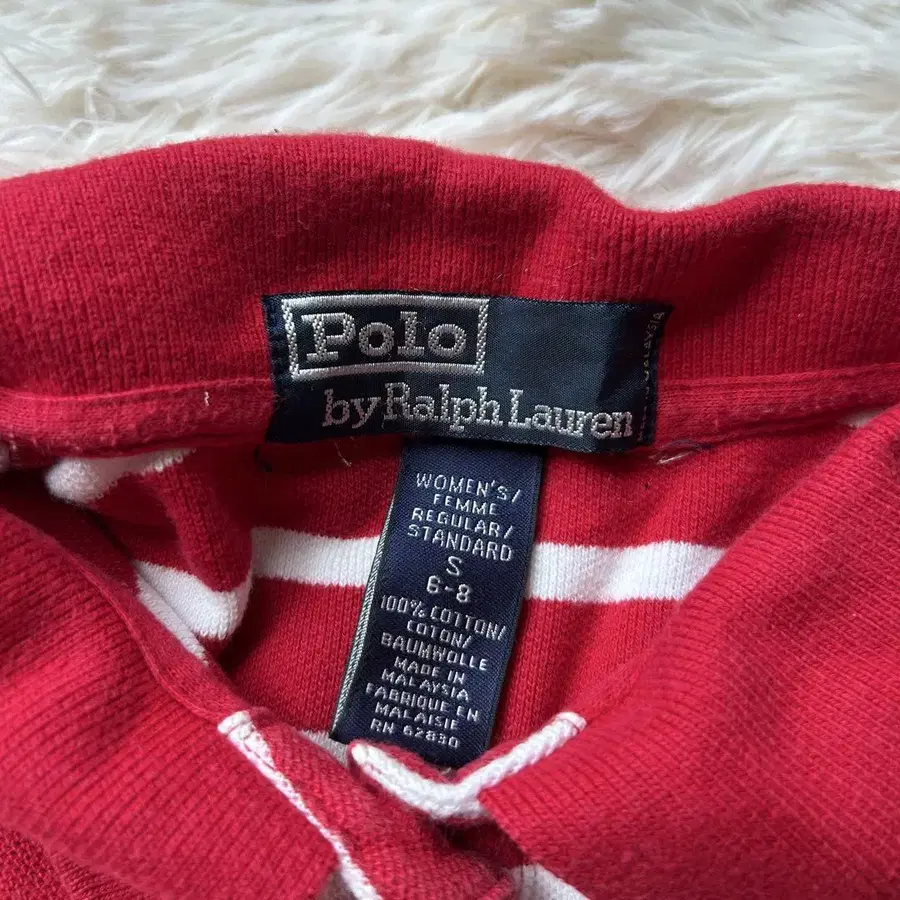 Polo
by Ralph Lauren
WOMEN'S/
FEMME
REGULAR/
STANDARD
S
6-8
100% COTTON/
COTON/
BAUMWOLLE
MADE IN
MALAYSIA
FABRIQUE EN
MALAISIE
RN 62830